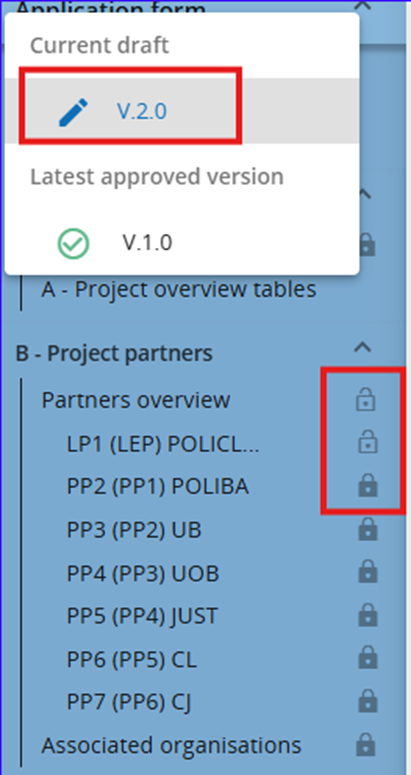 Application form
Current draft
V.2.0
Latest approved version
V.1.0
A - Project overview tables
B - Project partners
Partners overview
LP1 (LEP) POLICL...
PP2 (PP1) POLIBA
PP3 (PP2) UB
PP4 (PP3) UOB
PP5 (PP4) JUST
PP6 (PP5) CL
PP7 (PP6) CJ
Associated organisations